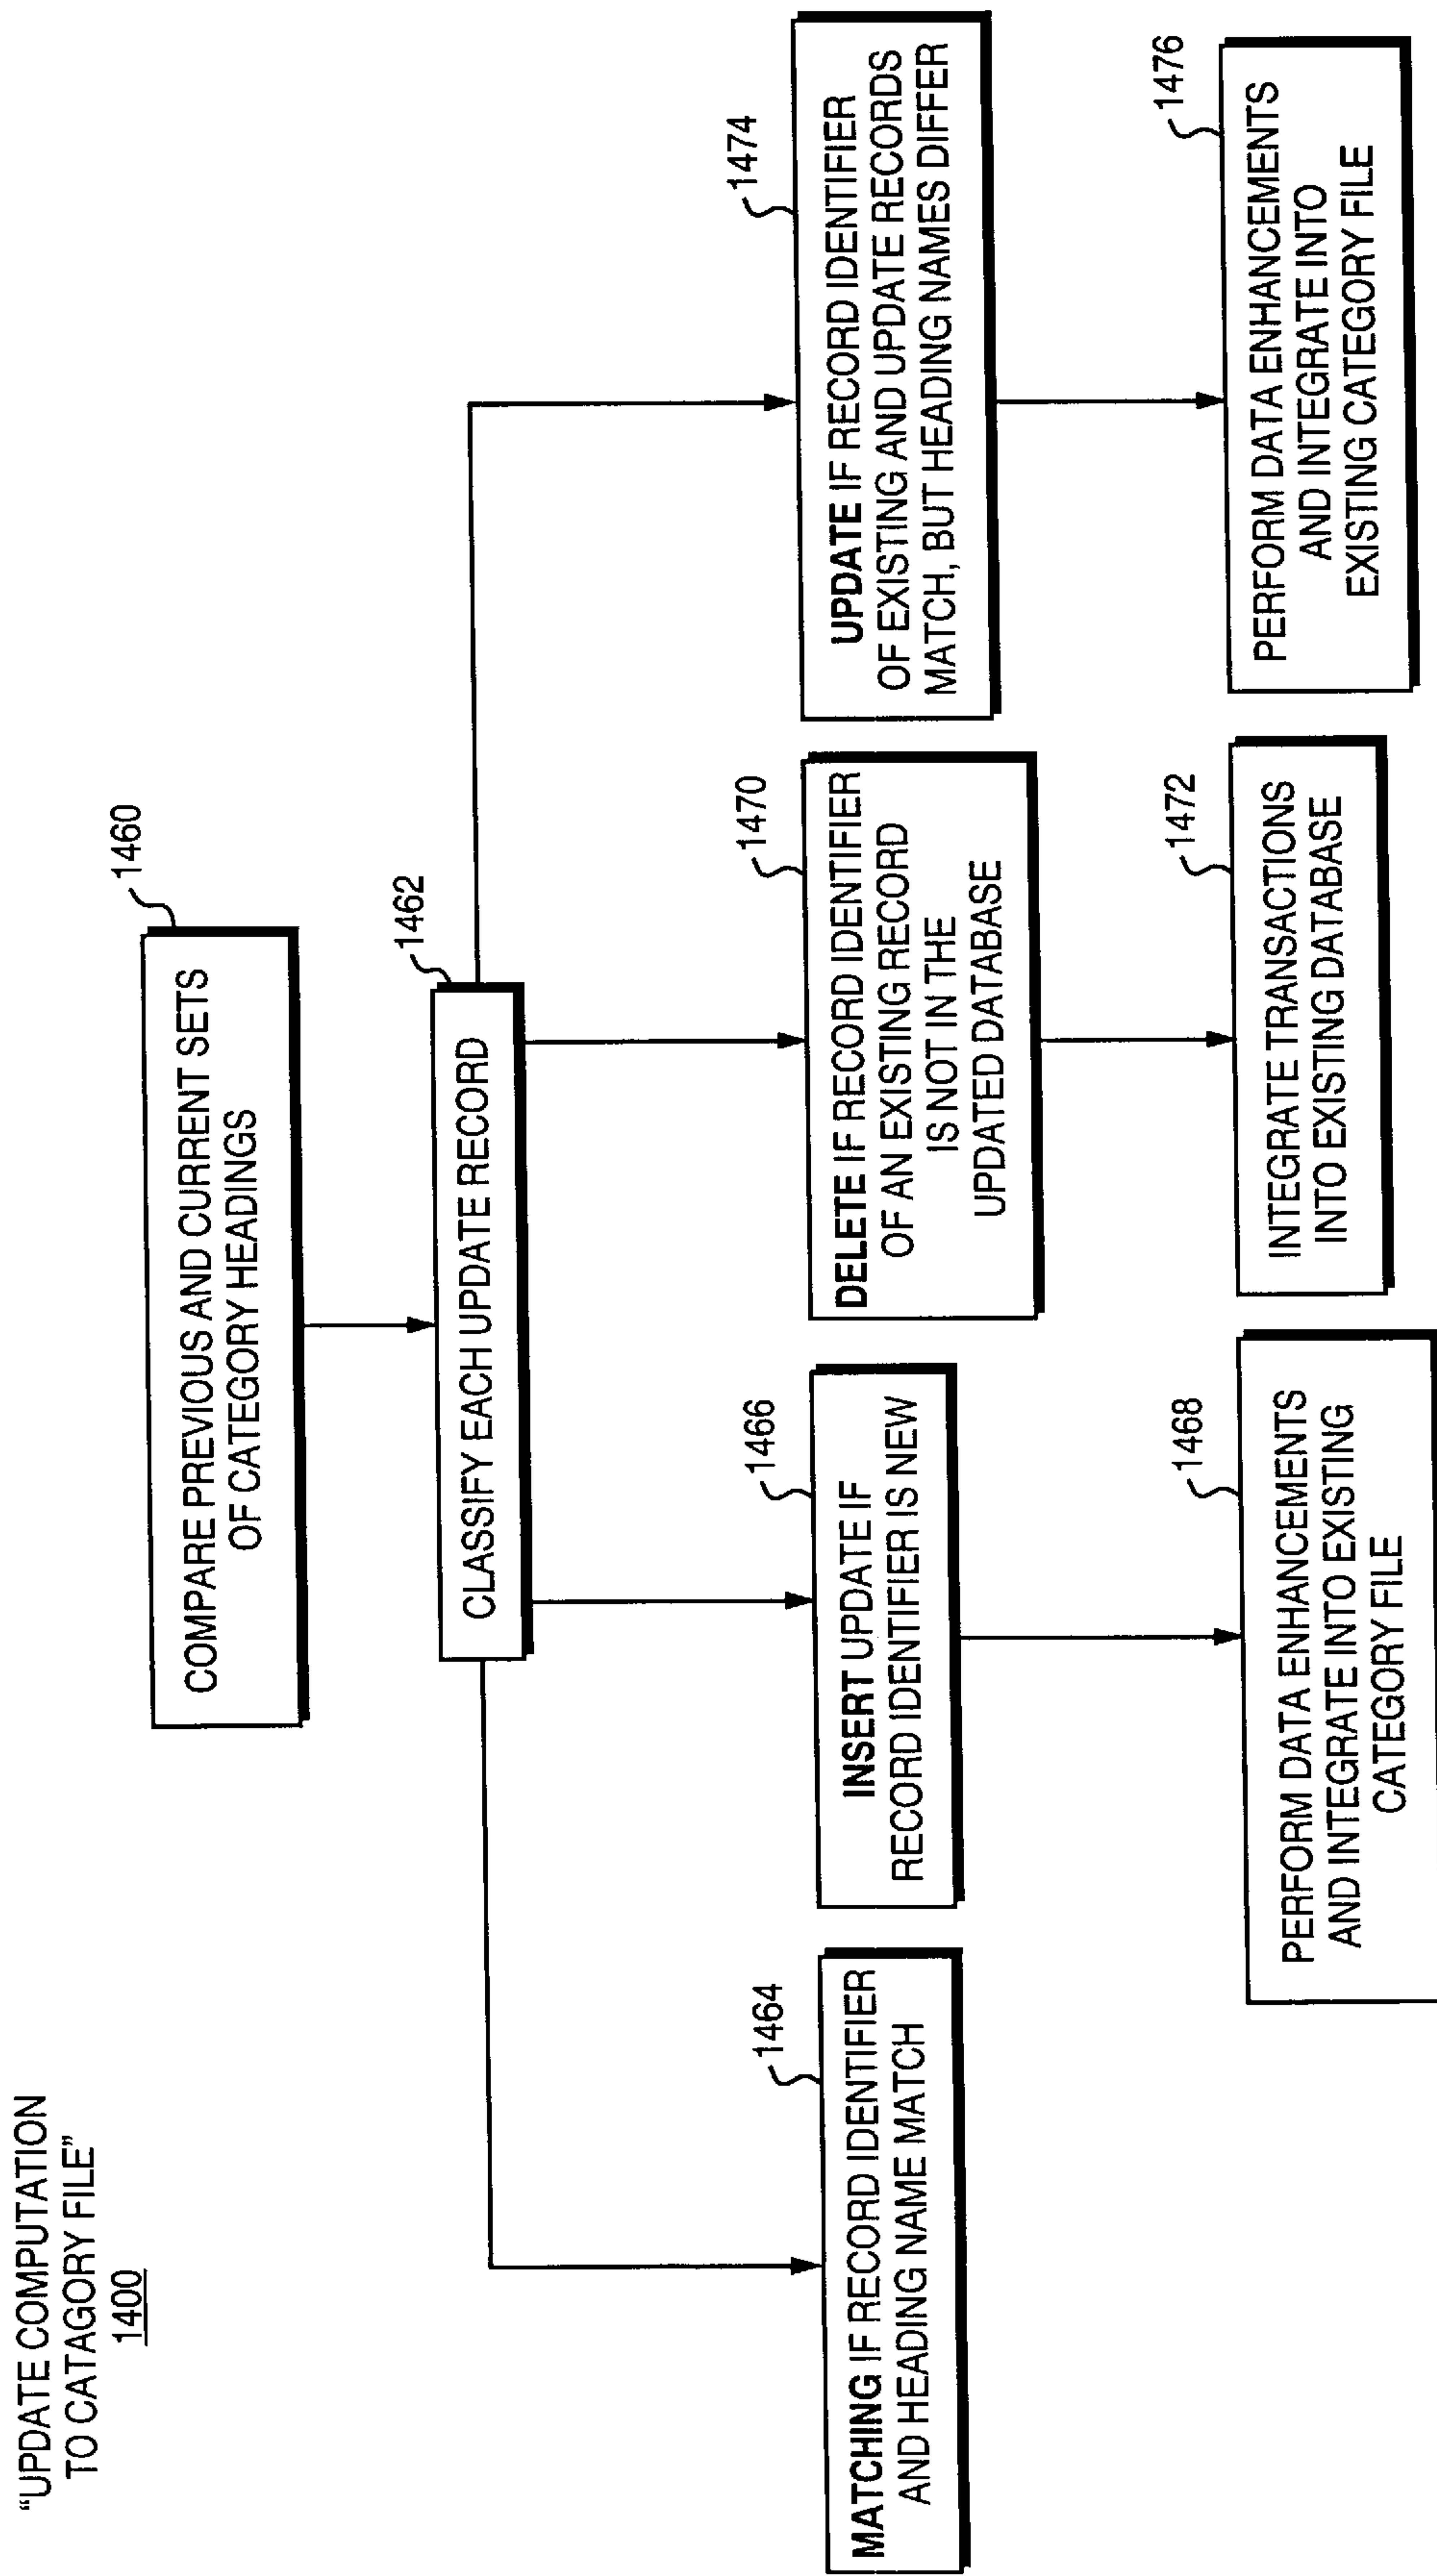 “UPDATE COMPUTATION
TO CATAGORY FILE”
1400
1460
COMPARE PREVIOUS AND CURRENT SETS
OF CATEGORY HEADINGS
1462
CLASSIFY EACH UPDATE RECORD
1464
MATCHING IF RECORD IDENTIFIER
AND HEADING NAME MATCH
1466
INSERT UPDATE IF
RECORD IDENTIFIER IS NEW
1468
PERFORM DATA ENHANCEMENTS
AND INTEGRATE INTO EXISTING
CATEGORY FILE
1470
DELETE IF RECORD IDENTIFIER
OF AN EXISTING RECORD
IS NOT IN THE
UPDATED DATABASE
1472
INTEGRATE TRANSACTIONS
INTO EXISTING DATABASE
1474
UPDATE IF RECORD IDENTIFIER
OF EXISTING AND UPDATE RECORDS
MATCH, BUT HEADING NAMES DIFFER
1476
PERFORM DATA ENHANCEMENTS
AND INTEGRATE INTO
EXISTING CATEGORY FILE